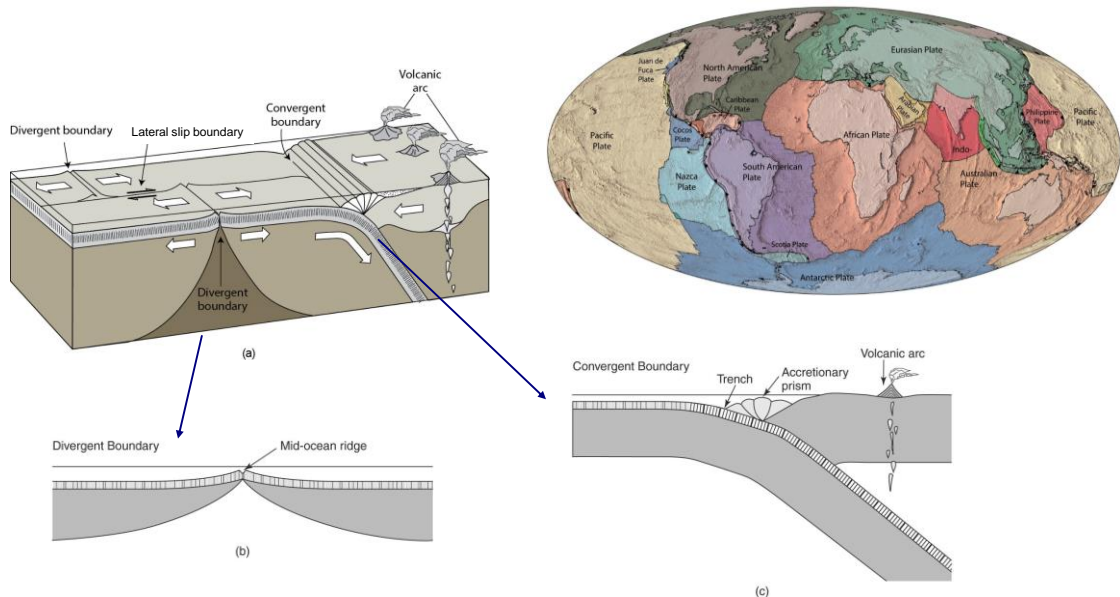 Volcanic
arc
Convergent
boundary
Lateral slip boundary
Divergent boundary
Divergent
boundary
(a)
Juan de
Fuca
Plate
North American
Plate
Eurasian Plate
Caribbean
Plate
Arabian
Plate
Philippine
Plate
Pacific
Plate
Pacific
Plate
Cocos
Plate
African Plate
Indo-
Australian
Plate
South American
Plate
Nazca
Plate
Scotia Plate
Antarctic Plate
Divergent Boundary
Mid-ocean ridge
(b)
Convergent Boundary
Volcanic arc
Trench
Accretionary
prism
(c)